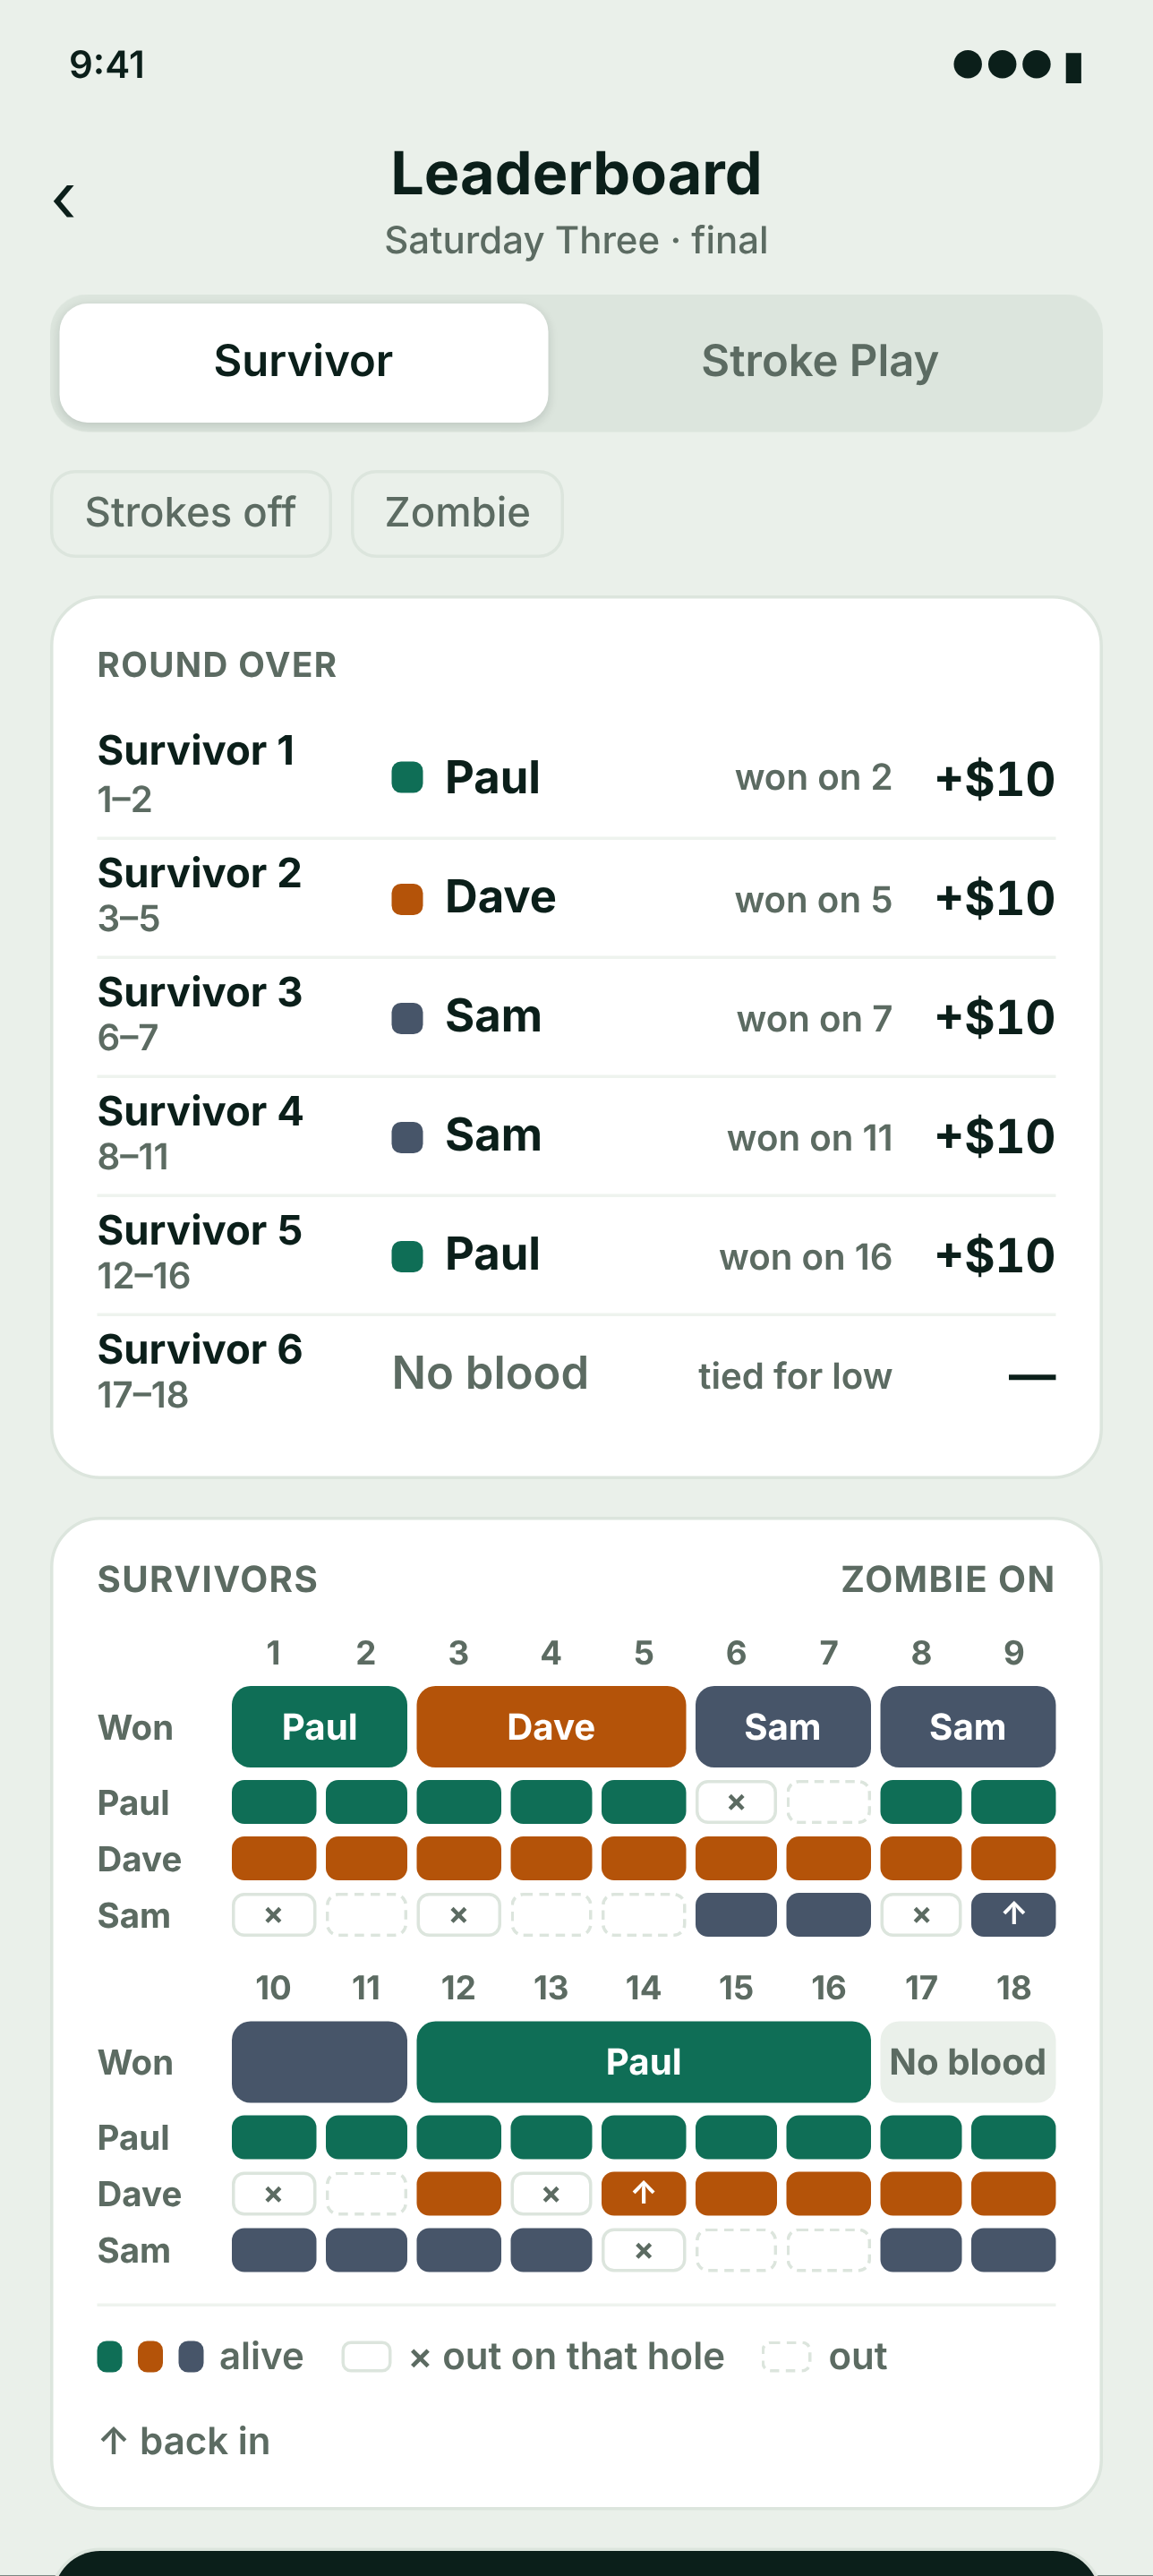 9:41
‹
Leaderboard
Saturday Three · final
Survivor Stroke Play
Strokes off Zombie
ROUND OVER
Survivor 1
1–2
Paul won on 2 +$10
Survivor 2
3–5
Dave won on 5 +$10
Survivor 3
6–7
Sam won on 7 +$10
Survivor 4
8–11
Sam won on 11 +$10
Survivor 5
12–16
Paul won on 16 +$10
Survivor 6
17–18
No blood tied for low —
SURVIVORS ZOMBIE ON
1 2 3 4 5 6 7 8 9
Won Paul Dave Sam Sam
Paul ×
Dave
Sam × × × ↑
10 11 12 13 14 15 16 17 18
Won Paul No blood
Paul
Dave × × ↑
Sam ×
alive × out on that hole out
↑ back in